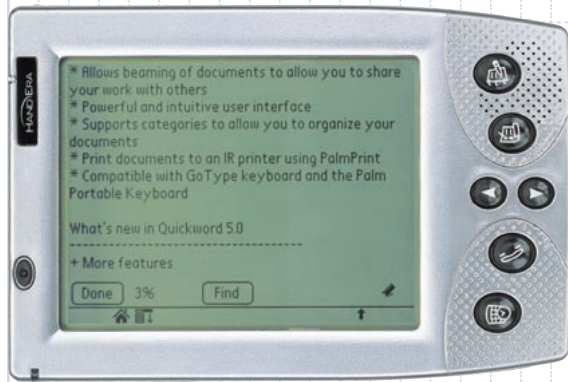 HANDERA
* Allows beaming of documents to allow you to share
your work with others
* Powerful and intuitive user interface
* Supports categories to allow you to organize your
documents
* Print documents to an IR printer using PalmPrint
* Compatible with GoType keyboard and the Palm
Portable Keyboard
What's new in Quickword 5.0
------------------------------------------------
+ More features
Done 3% Find